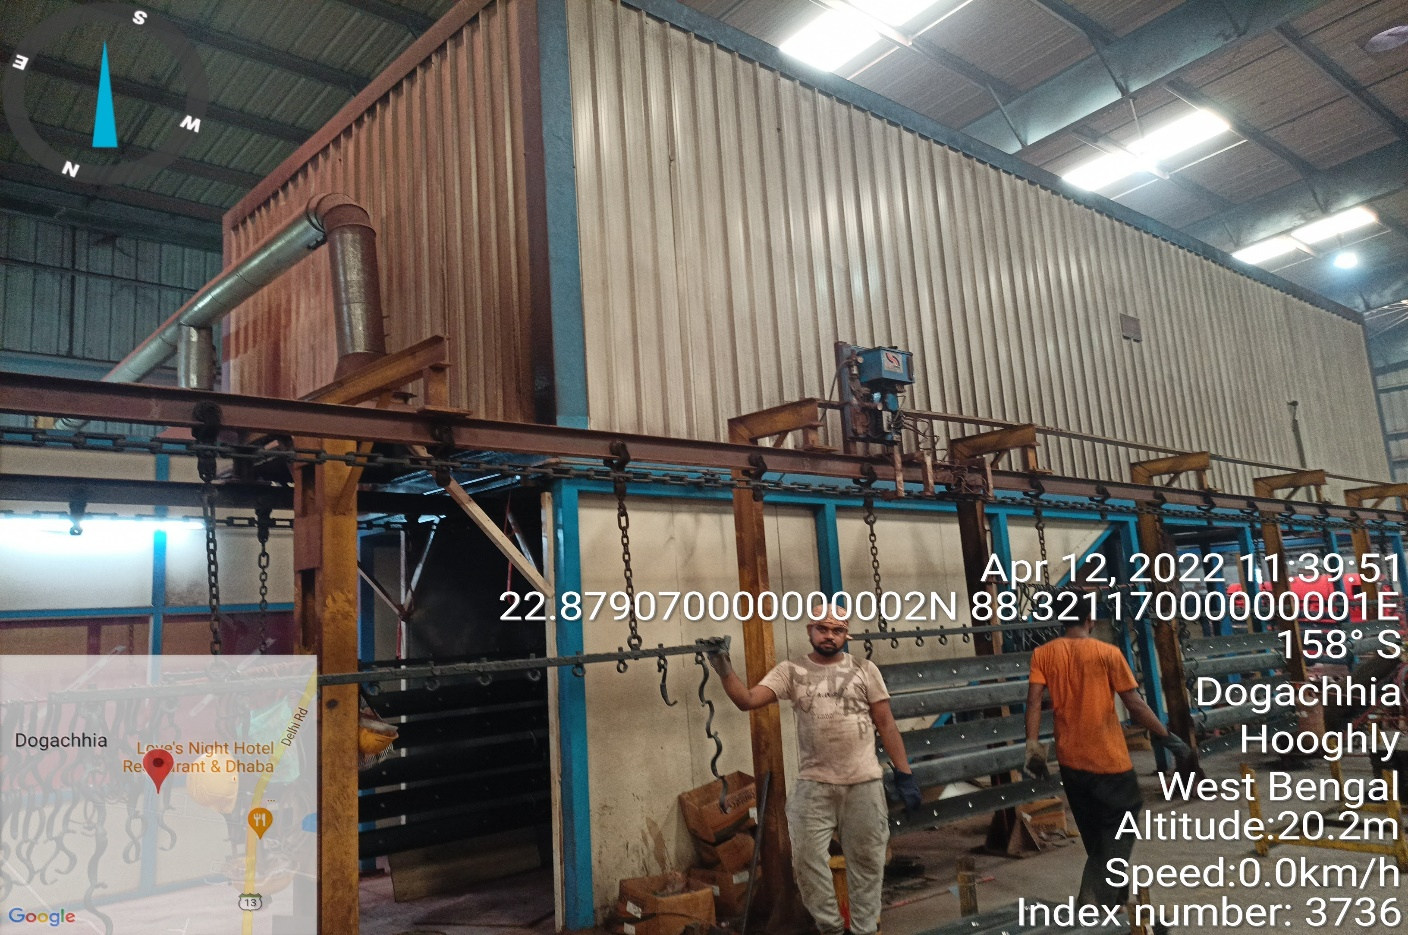 S
E
W
N
Apr 12, 2022 11:39:51
22.879070000000002N 88.32117000000001E
158° S
Dogachhia
Hooghly
West Bengal
Altitude:20.2m
Speed:0.0km/h
Index number: 3736
Delhi Rd
Dogachhia
Love's Night Hotel
Restaurant & Dhaba
13
Google